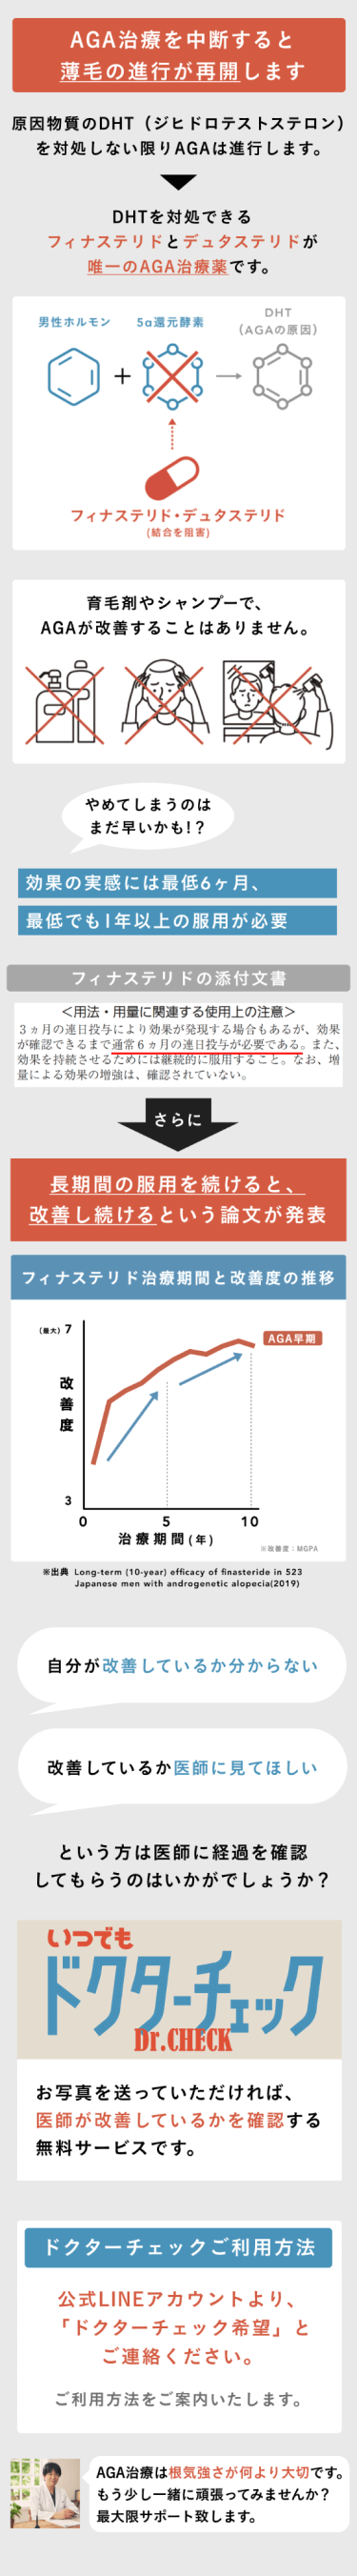 AGA治療を中断すると
薄毛の進行が再開します
原因物質のDHT（ジヒドロテストステロン）
を対処しない限りAGAは進行します。
DHTを対処できる
フィナステリドとデュタステリドが
唯一のAGA治療薬です。
男性ホルモン
5α還元酵素
DHT
(AGAの原因)
+
フィナステリド・デュタステリド
(結合を阻害)
育毛剤やシャンプーで、
AGAが改善することはありません。
やめてしまうのは
まだ早いかも!？
効果の実感には最低6ヶ月、
最低でも1年以上の服用が必要
フィナステリドの添付文書
＜用法・用量に関連する使用上の注意＞
３ヵ月の連日投与により効果が発現する場合もあるが、効果
が確認できるまで通常６ヵ月の連日投与が必要である。また、
効果を持続させるためには継続的に服用すること。なお、増
量による効果の増強は、確認されていない。
さらに
長期間の服用を続けると、
改善し続けるという論文が発表
フィナステリド治療期間と改善度の推移
(最大) 7
AGA早期
改善度
3
0 5 10
治療期間(年)
※改善度：MGPA
※出典 Long-term (10-year) efficacy of finasteride in 523
Japanese men with androgenetic alopecia(2019)
自分が改善しているか分からない
改善しているか医師に見てほしい
という方は医師に経過を確認
してもらうのはいかがでしょうか？
いつでも
ドクターチェック
Dr.CHECK
お写真を送っていただければ、
医師が改善しているかを確認する
無料サービスです。
ドクターチェックご利用方法
公式LINEアカウントより、
「ドクターチェック希望」と
ご連絡ください。
ご利用方法をご案内いたします。
AGA治療は根気強さが何より大切です。
もう少し一緒に頑張ってみませんか？
最大限サポート致します。